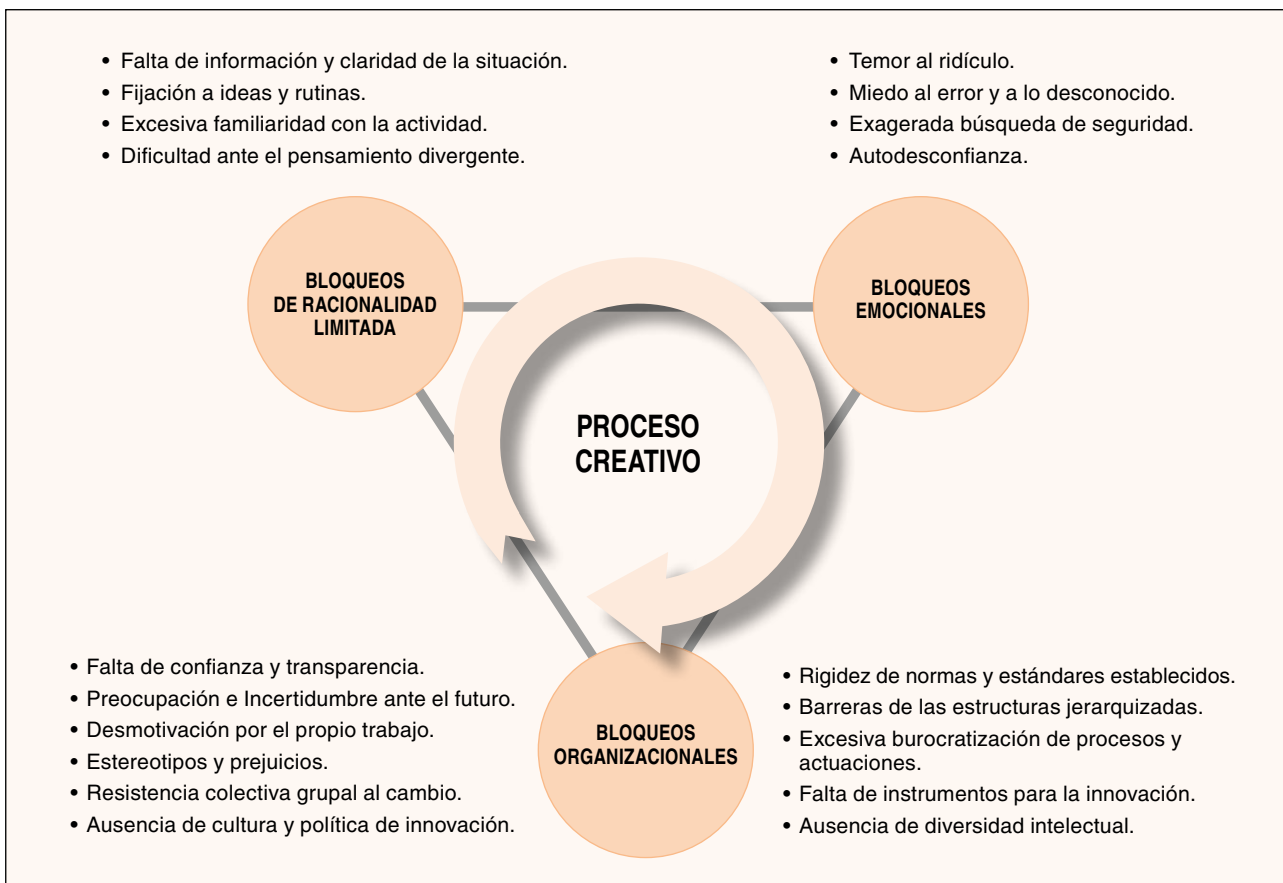 • Falta de información y claridad de la situación.
• Fijación a ideas y rutinas.
• Excesiva familiaridad con la actividad.
• Dificultad ante el pensamiento divergente.
• Temor al ridículo.
• Miedo al error y a lo desconocido.
• Exagerada búsqueda de seguridad.
• Autodesconfianza.
BLOQUEOS
DE RACIONALIDAD
LIMITADA
BLOQUEOS
EMOCIONALES
PROCESO
CREATIVO
• Falta de confianza y transparencia.
• Preocupación e Incertidumbre ante el futuro.
• Desmotivación por el propio trabajo.
• Estereotipos y prejuicios.
• Resistencia colectiva grupal al cambio.
• Ausencia de cultura y política de innovación.
BLOQUEOS
ORGANIZACIONALES
• Rigidez de normas y estándares establecidos.
• Barreras de las estructuras jerarquizadas.
• Excesiva burocratización de procesos y
actuaciones.
• Falta de instrumentos para la innovación.
• Ausencia de diversidad intelectual.